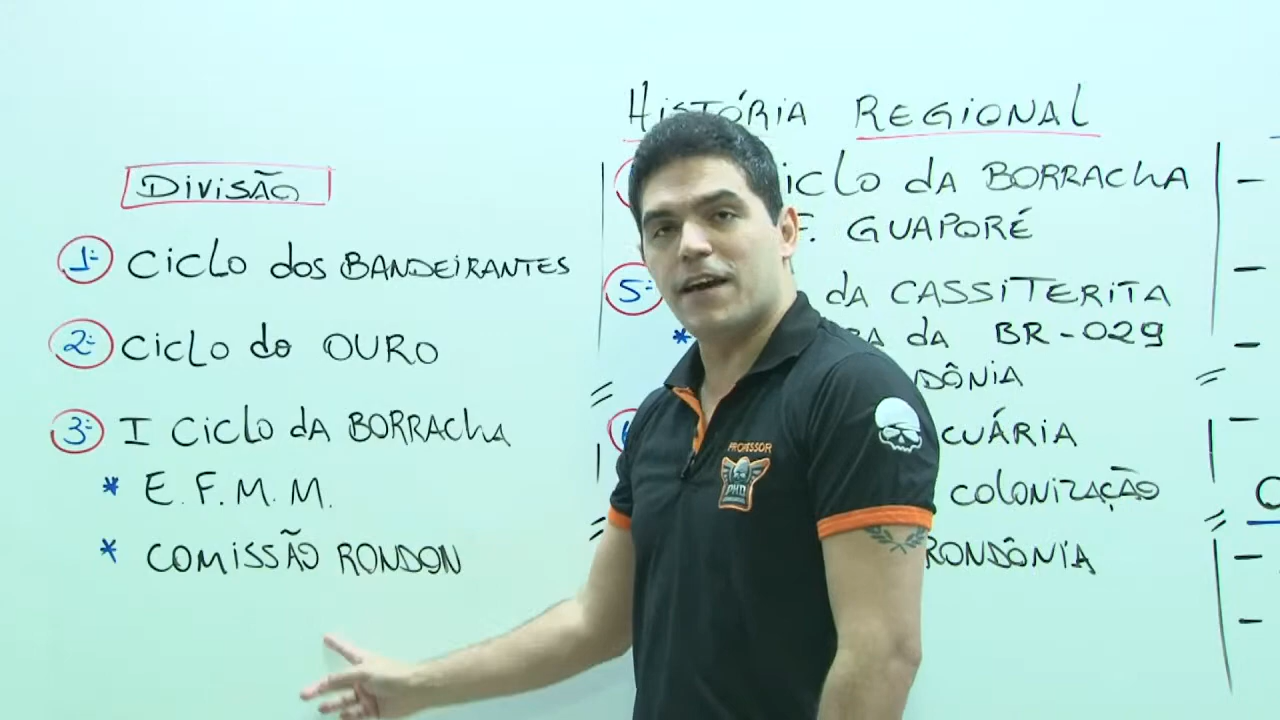 HISTÓRIA REGIONAL
DIVISÃO
1º CICLO DOS BANDEIRANTES
2º CICLO DO OURO
3º I CICLO DA BORRACHA
* E. F. M. M.
* COMISSÃO RONDON
CICLO DA BORRACHA
F. GUAPORÉ
5º DA CASSITERITA
* DA BR-029
DÔNIA
CUÁRIA
COLONIZAÇÃO
RONDÔNIA
PROFESSOR
PHD